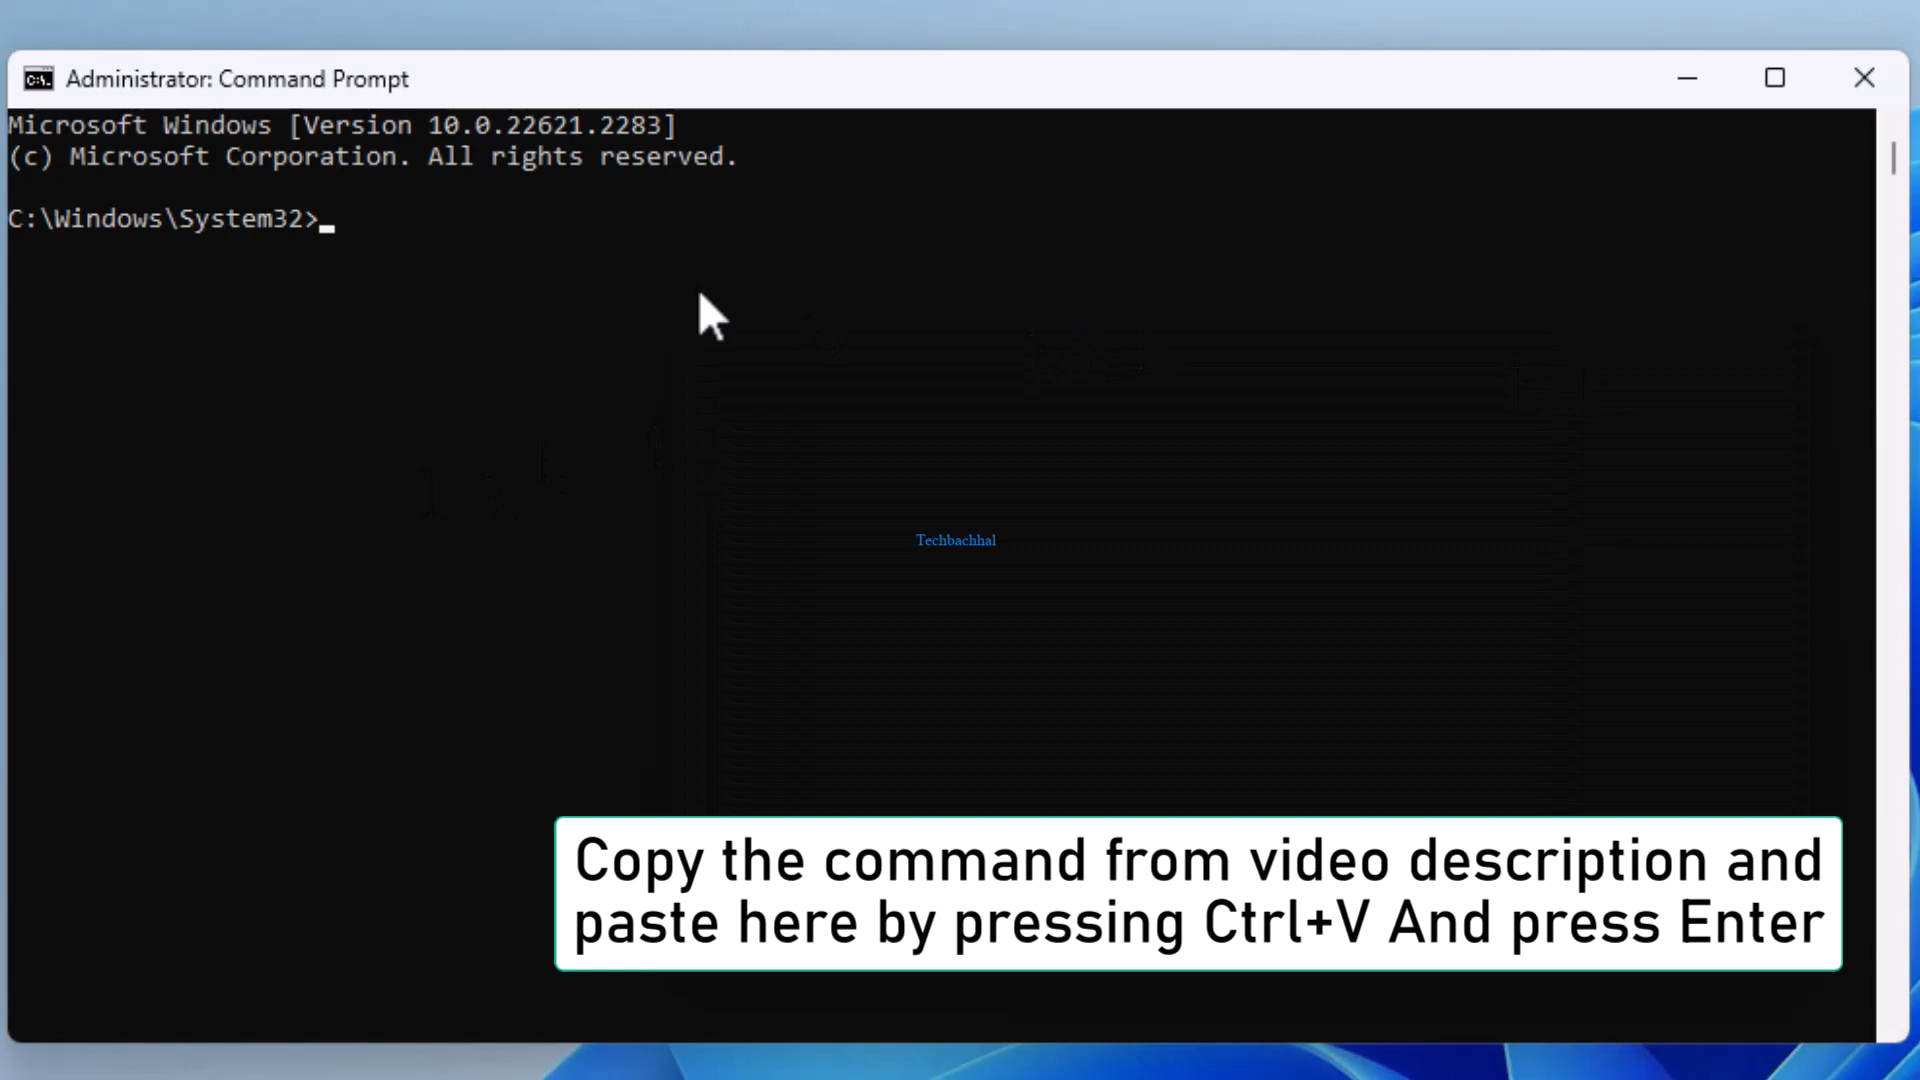 Administrator: Command Prompt
Microsoft Windows [Version 10.0.22621.2283]
(c) Microsoft Corporation. All rights reserved.
C:\Windows\System32>
Techbachhal
Copy the command from video description and
paste here by pressing Ctrl+V And press Enter